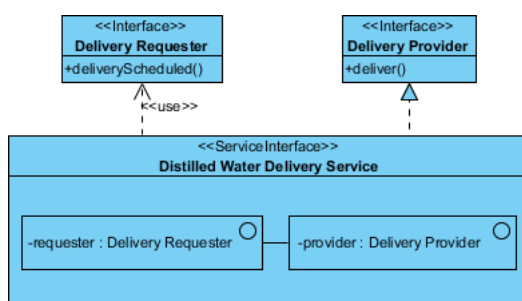 <<Interface>>
Delivery Requester
+deliveryScheduled()
<<Interface>>
Delivery Provider
+deliver()
<<use>>
<<ServiceInterface>>
Distilled Water Delivery Service
-requester : Delivery Requester
-provider : Delivery Provider